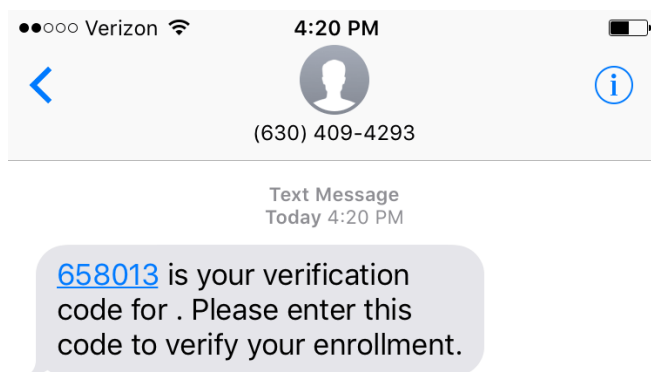 Verizon 4:20 PM
(630) 409-4293
Text Message
Today 4:20 PM
658013 is your verification
code for . Please enter this
code to verify your enrollment.